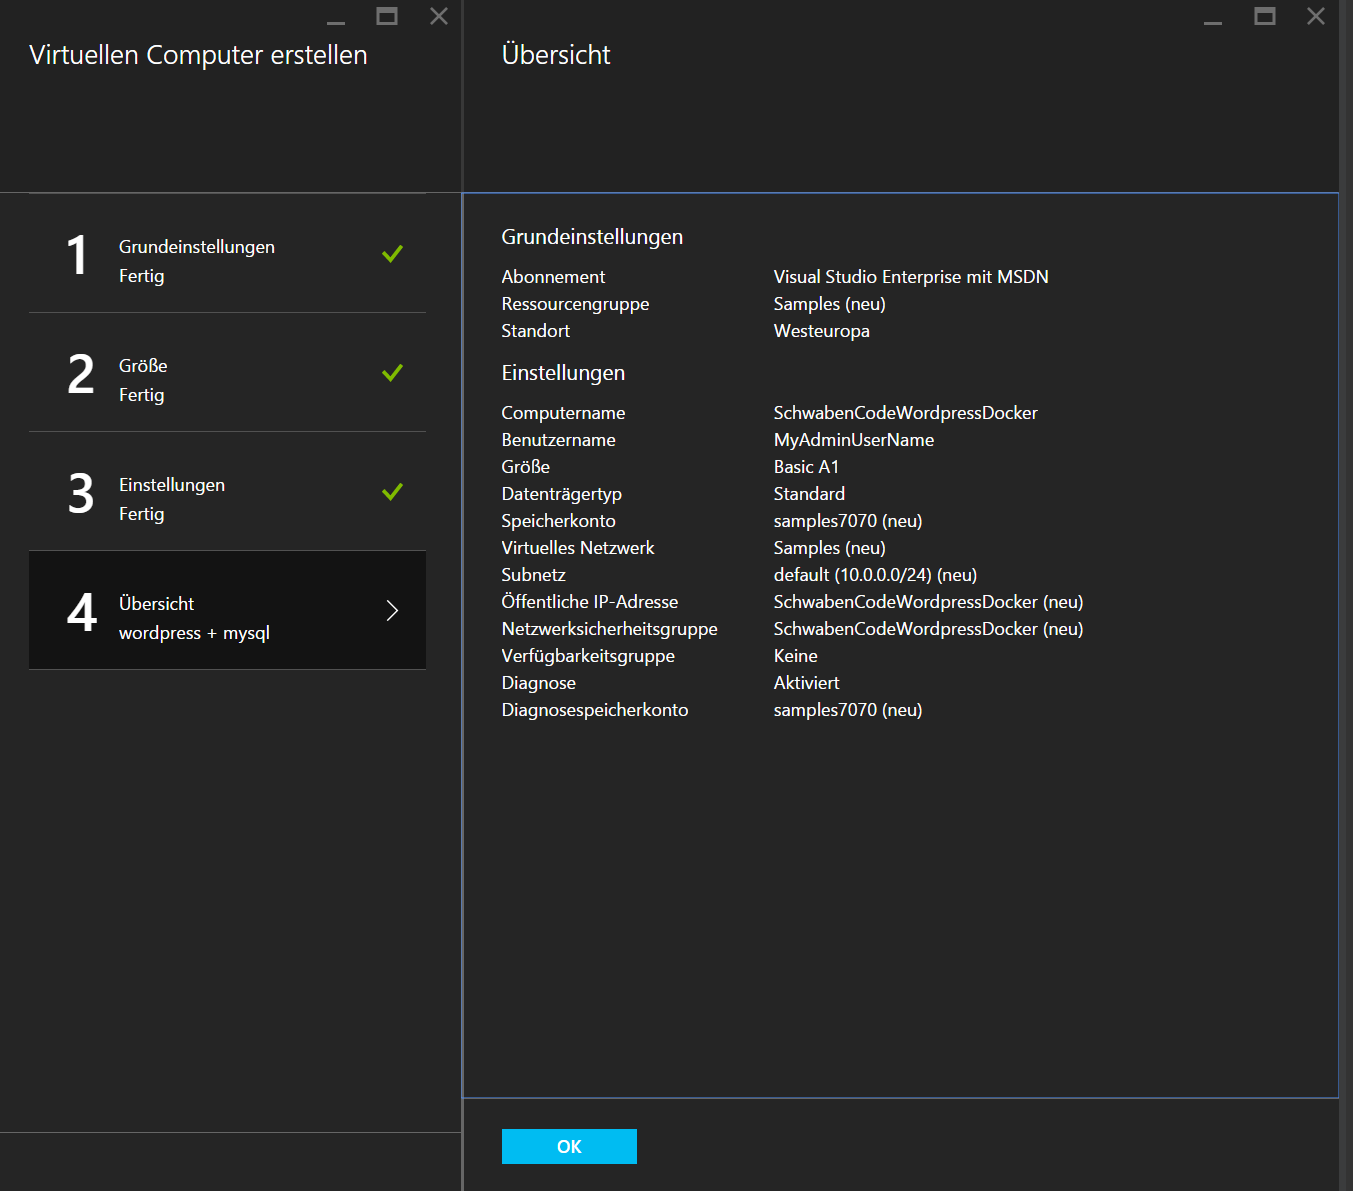 Virtuellen Computer erstellen
1
Grundeinstellungen
Fertig
2
Größe
Fertig
3
Einstellungen
Fertig
4
Übersicht
wordpress + mysql
Übersicht
Grundeinstellungen
Abonnement Visual Studio Enterprise mit MSDN
Ressourcengruppe Samples (neu)
Standort Westeuropa
Einstellungen
Computername SchwabenCodeWordpressDocker
Benutzername MyAdminUserName
Größe Basic A1
Datenträgertyp Standard
Speicherkonto samples7070 (neu)
Virtuelles Netzwerk Samples (neu)
Subnetz default (10.0.0.0/24) (neu)
Öffentliche IP-Adresse SchwabenCodeWordpressDocker (neu)
Netzwerksicherheitsgruppe SchwabenCodeWordpressDocker (neu)
Verfügbarkeitsgruppe Keine
Diagnose Aktiviert
Diagnosespeicherkonto samples7070 (neu)
OK